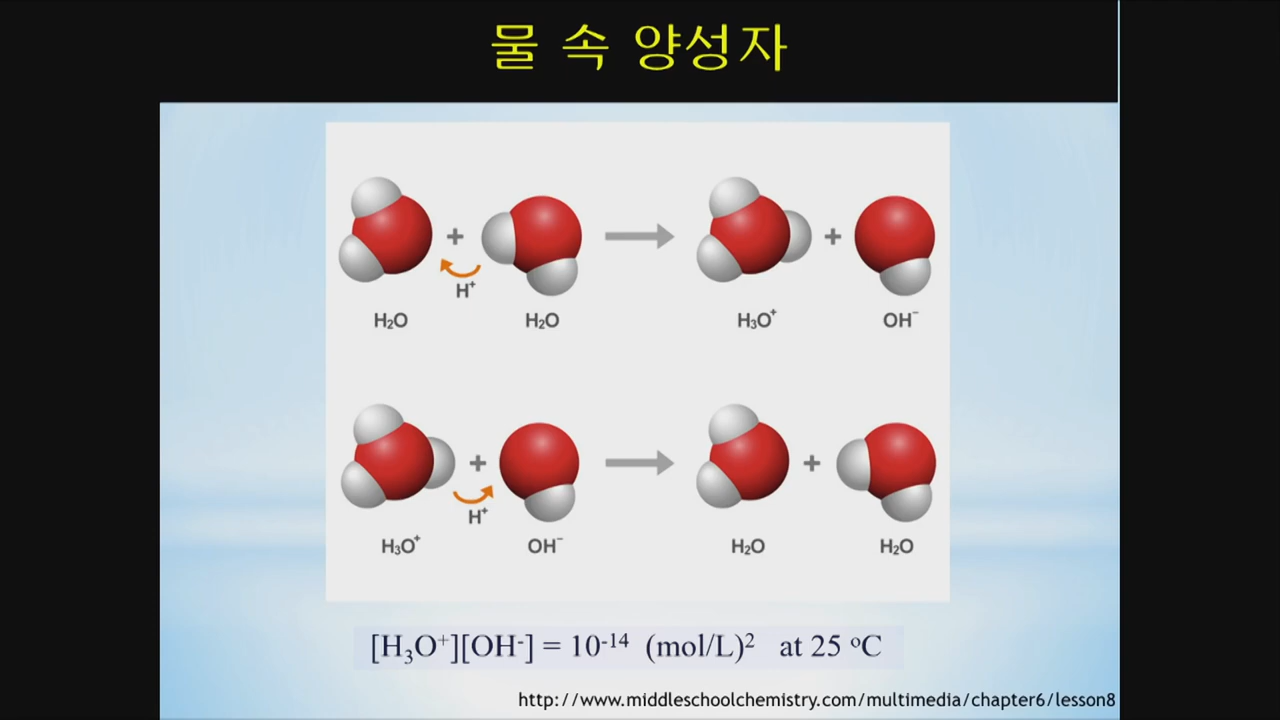 물 속 양성자
+ + 
H⁺
H₂O H₂O H₃O⁺ OH⁻
+ +
H⁺
H₃O⁺ OH⁻ H₂O H₂O
[H₃O⁺][OH⁻] = 10⁻¹⁴ (mol/L)² at 25 ºC
http://www.middleschoolchemistry.com/multimedia/chapter6/lesson8